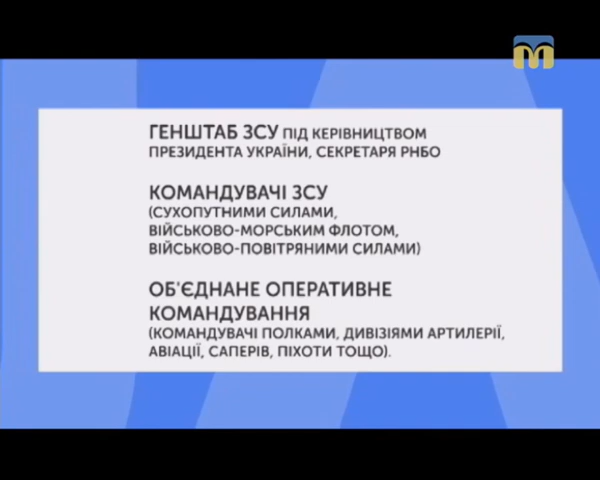 ГЕНШТАБ ЗСУ ПІД КЕРІВНИЦТВОМ
ПРЕЗИДЕНТА УКРАЇНИ, СЕКРЕТАРЯ РНБО
КОМАНДУВАЧІ ЗСУ
(СУХОПУТНИМИ СИЛАМИ,
ВІЙСЬКОВО-МОРСЬКИМ ФЛОТОМ,
ВІЙСЬКОВО-ПОВІТРЯНИМИ СИЛАМИ)
ОБ'ЄДНАНЕ ОПЕРАТИВНЕ
КОМАНДУВАННЯ
(КОМАНДУВАЧІ ПОЛКАМИ, ДИВІЗІЯМИ АРТИЛЕРІЇ,
АВІАЦІЇ, САПЕРІВ, ПІХОТИ ТОЩО).